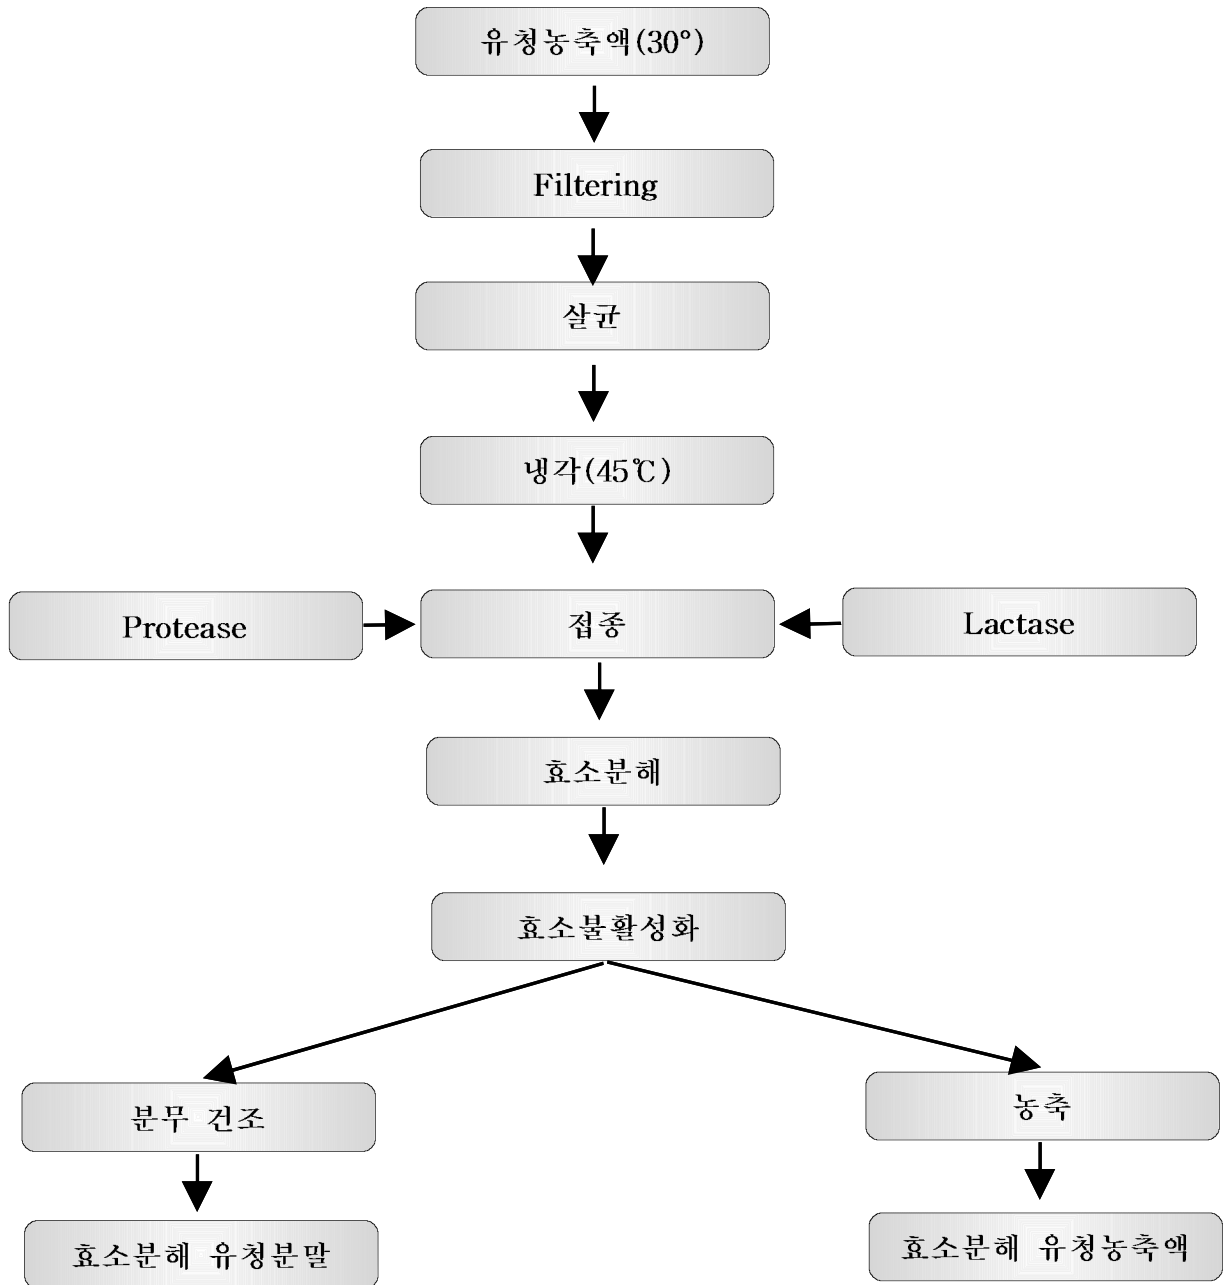 유청농축액(30°)
Filtering
살균
냉각(45℃)
Protease
접종
Lactase
효소분해
효소불활성화
분무 건조
농축
효소분해 유청분말
효소분해 유청농축액